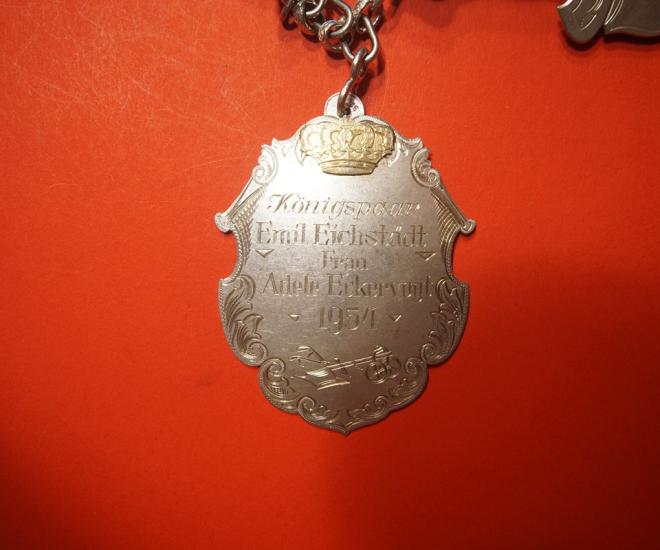 Königspaar
Emil Eichstädt
Frau
Adele Eckervogt
1954